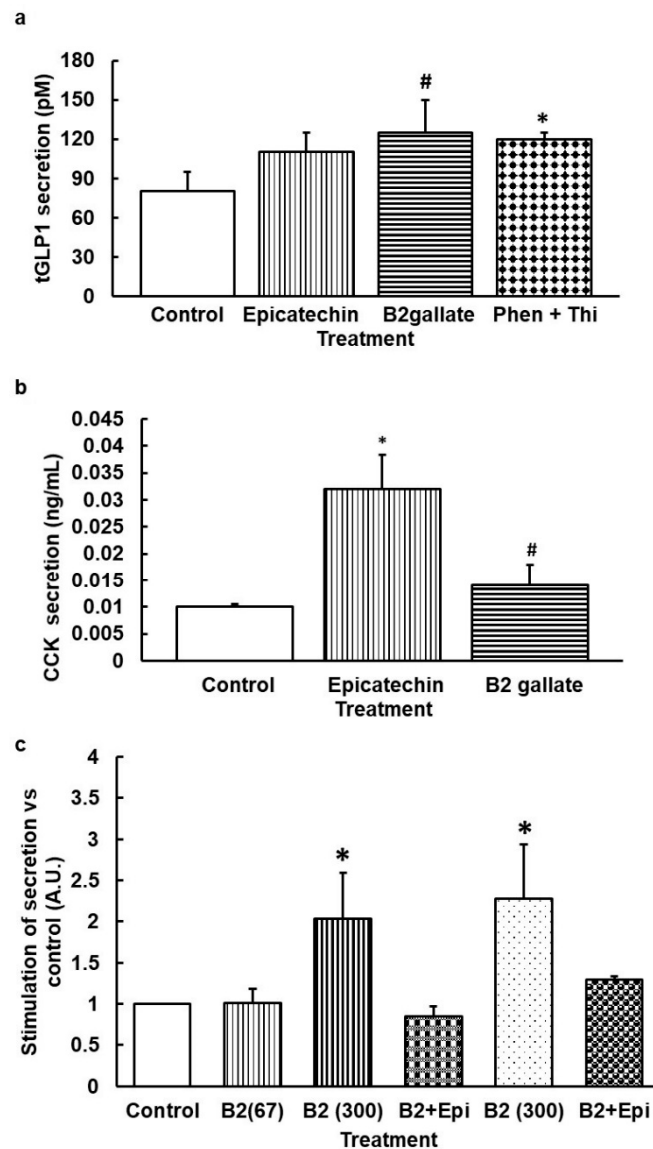 a
tGLP1 secretion (pM)
180
150
120
90
60
30
0
#
*
Control Epicatechin B2gallate Phen + Thi
Treatment
b
CCK secretion (ng/mL)
0.045
0.04
0.035
0.03
0.025
0.02
0.015
0.01
0.005
0
*
#
Control Epicatechin B2 gallate
Treatment
c
Stimulation of secretion vs
control (A.U.)
4
3.5
3
2.5
2
1.5
1
0.5
0
*
*
Control B2(67) B2 (300) B2+Epi B2 (300) B2+Epi
Treatment